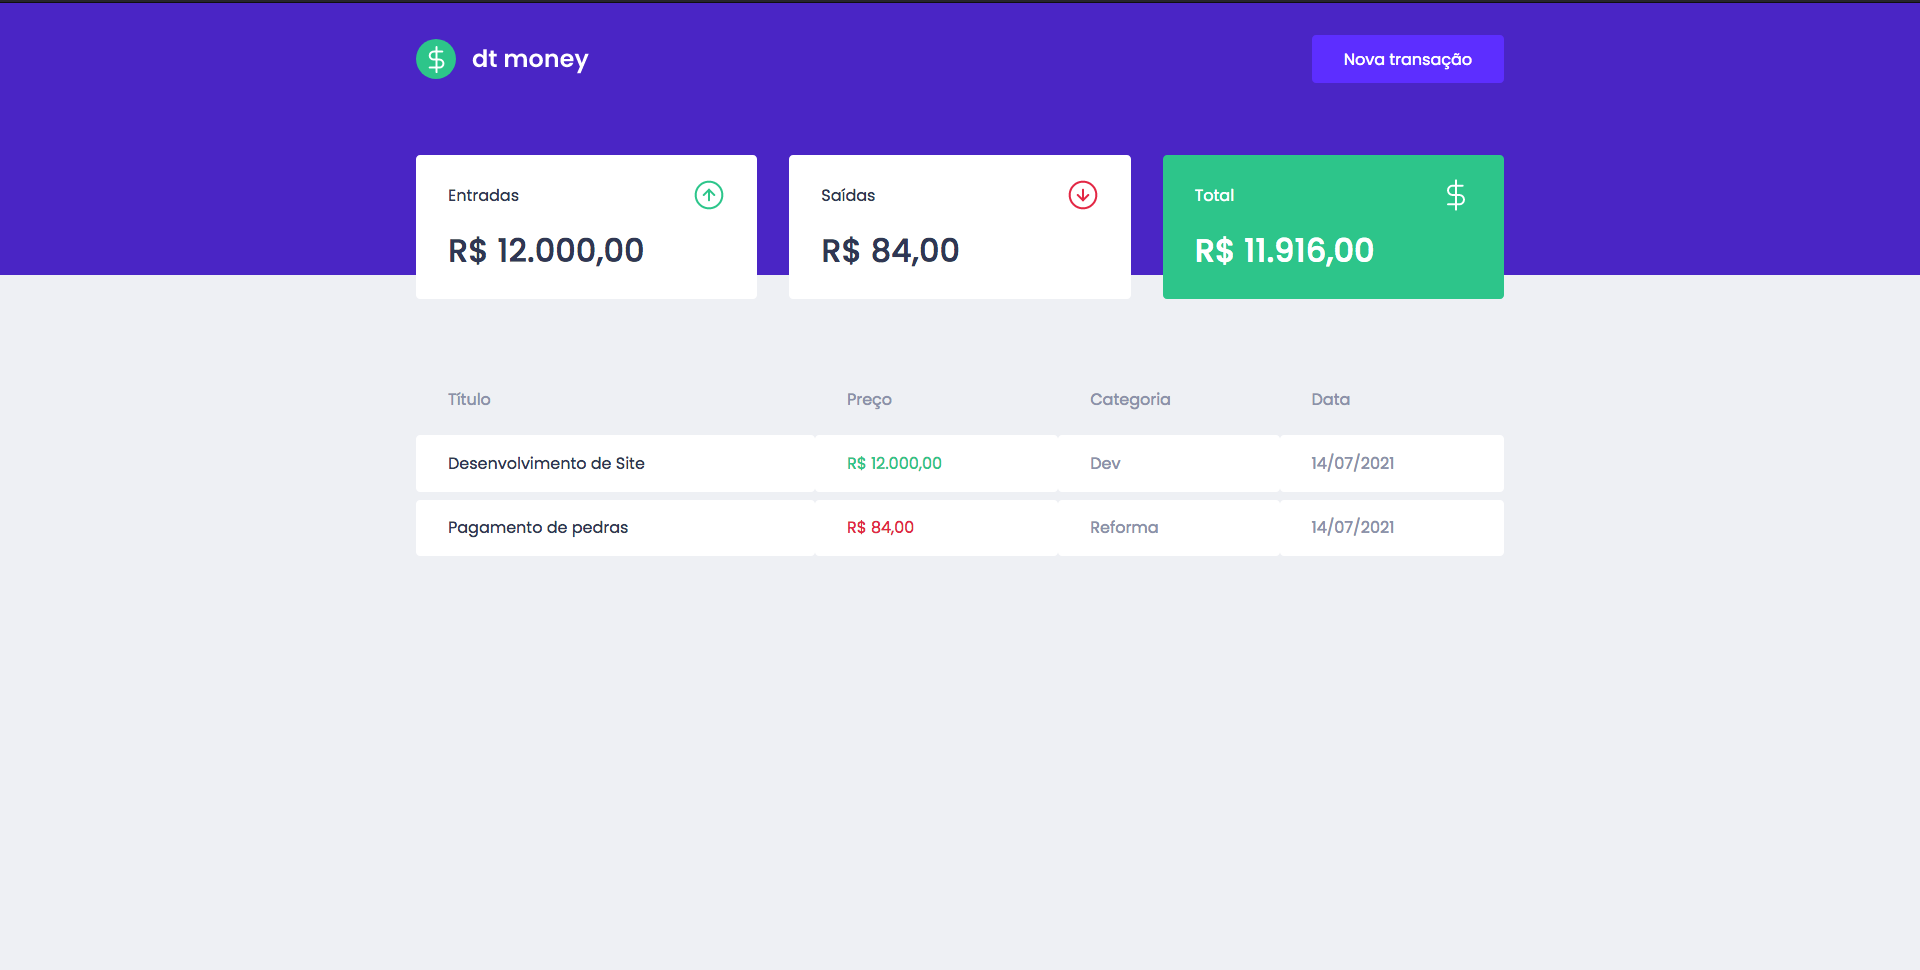 dt money
Nova transação
Entradas
R$ 12.000,00
Saídas
R$ 84,00
Total
R$ 11.916,00
Título Preço Categoria Data
Desenvolvimento de Site R$ 12.000,00 Dev 14/07/2021
Pagamento de pedras R$ 84,00 Reforma 14/07/2021